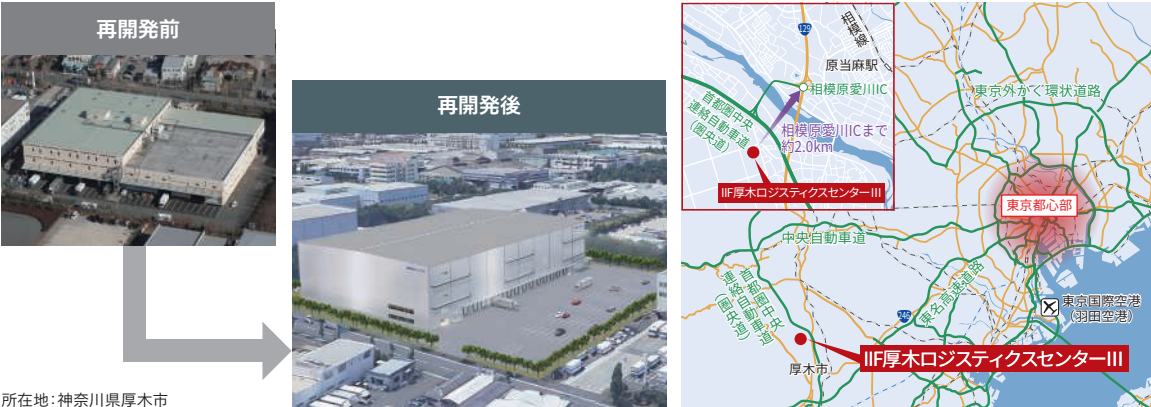 再開発前
再開発後
所在地:神奈川県厚木市
129
相模線
原当麻駅
相模原愛川IC
首都圏中央
連絡自動車道
(圏央道)
相模原愛川ICまで
約2.0km
IIF厚木ロジスティクスセンターIII
東京外かく環状道路
東京都心部
中央自動車道
首都圏中央
連絡自動車道
(圏央道)
東名高速道路
246
東京国際空港
(羽田空港)
IIF厚木ロジスティクスセンターIII
厚木市